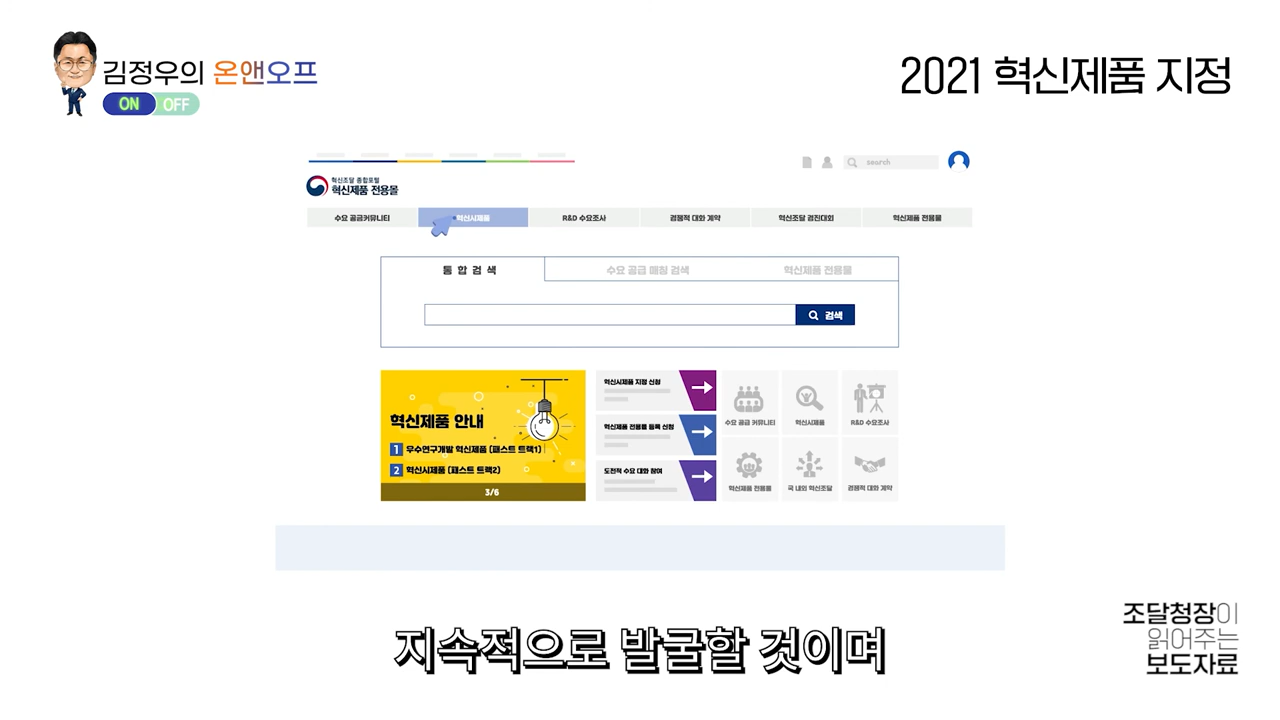 김정우의 온앤오프
ON OFF
2021 혁신제품 지정
search
혁신조달 종합포털
혁신제품 전용몰
수요 공급커뮤니티
혁신시제품
R&D 수요조사
경쟁적 대화 계약
혁신조달 경진대회
혁신제품 전용몰
통 합 검 색
수요 공급 매칭 검색
혁신제품 전용몰
검색
혁신제품 안내
1 우수연구개발 혁신제품 (패스트 트랙1)
2 혁신시제품 (패스트 트랙2)
3/6
혁신시제품 지정 신청
혁신제품 전용몰 등록 신청
도전적 수요 대화 참여
수요 공급 커뮤니티
혁신시제품
R&D 수요조사
혁신제품 전용몰
국 내외 혁신조달
경쟁적 대화 계약
지속적으로 발굴할 것이며
조달청장이
읽어주는
보도자료